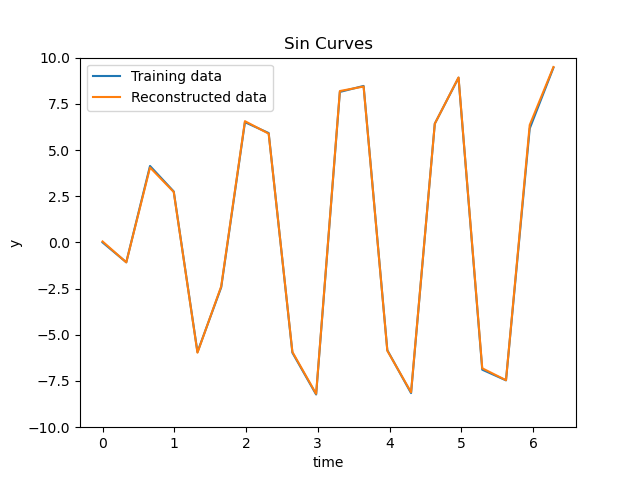 Sin Curves
Training data
Reconstructed data
10.0
7.5
5.0
2.5
0.0
−2.5
−5.0
−7.5
−10.0
y
0 1 2 3 4 5 6
time